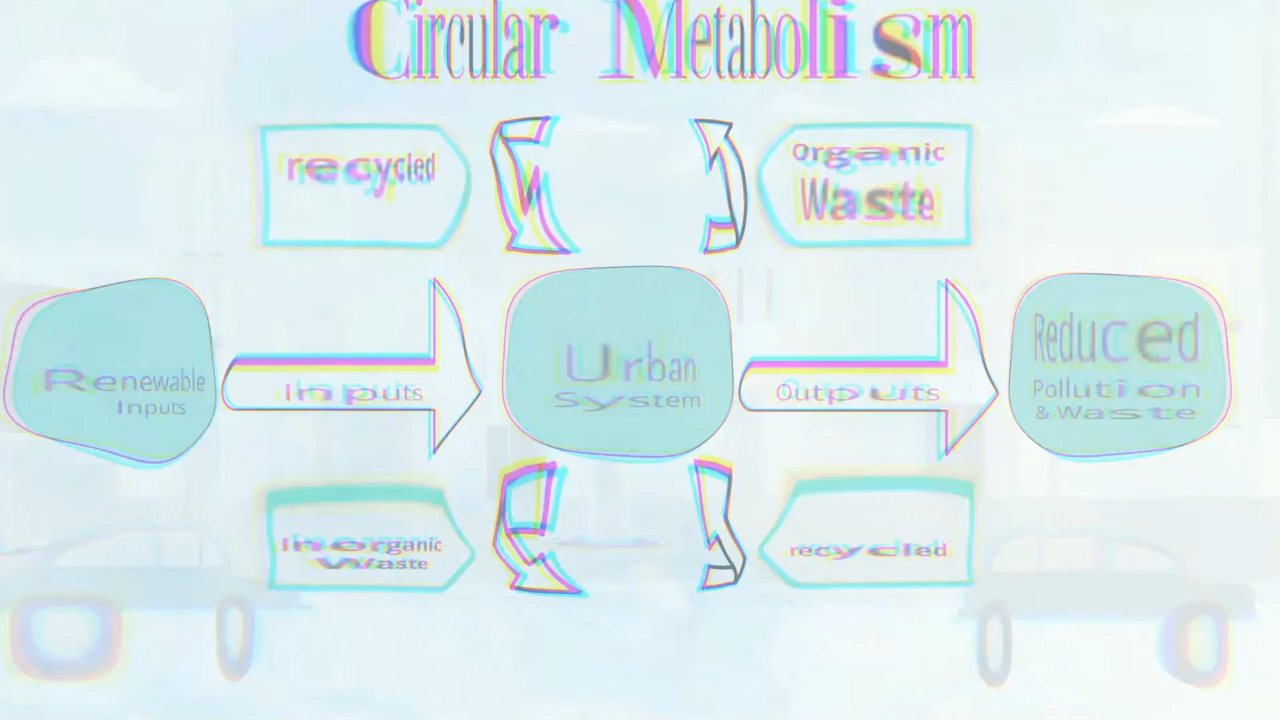 Circular Metabolism
recycled
Organic
Waste
Renewable
Inputs
Inputs
Urban
System
Outputs
Reduced
Pollution
& Waste
Inorganic
Waste
recycled